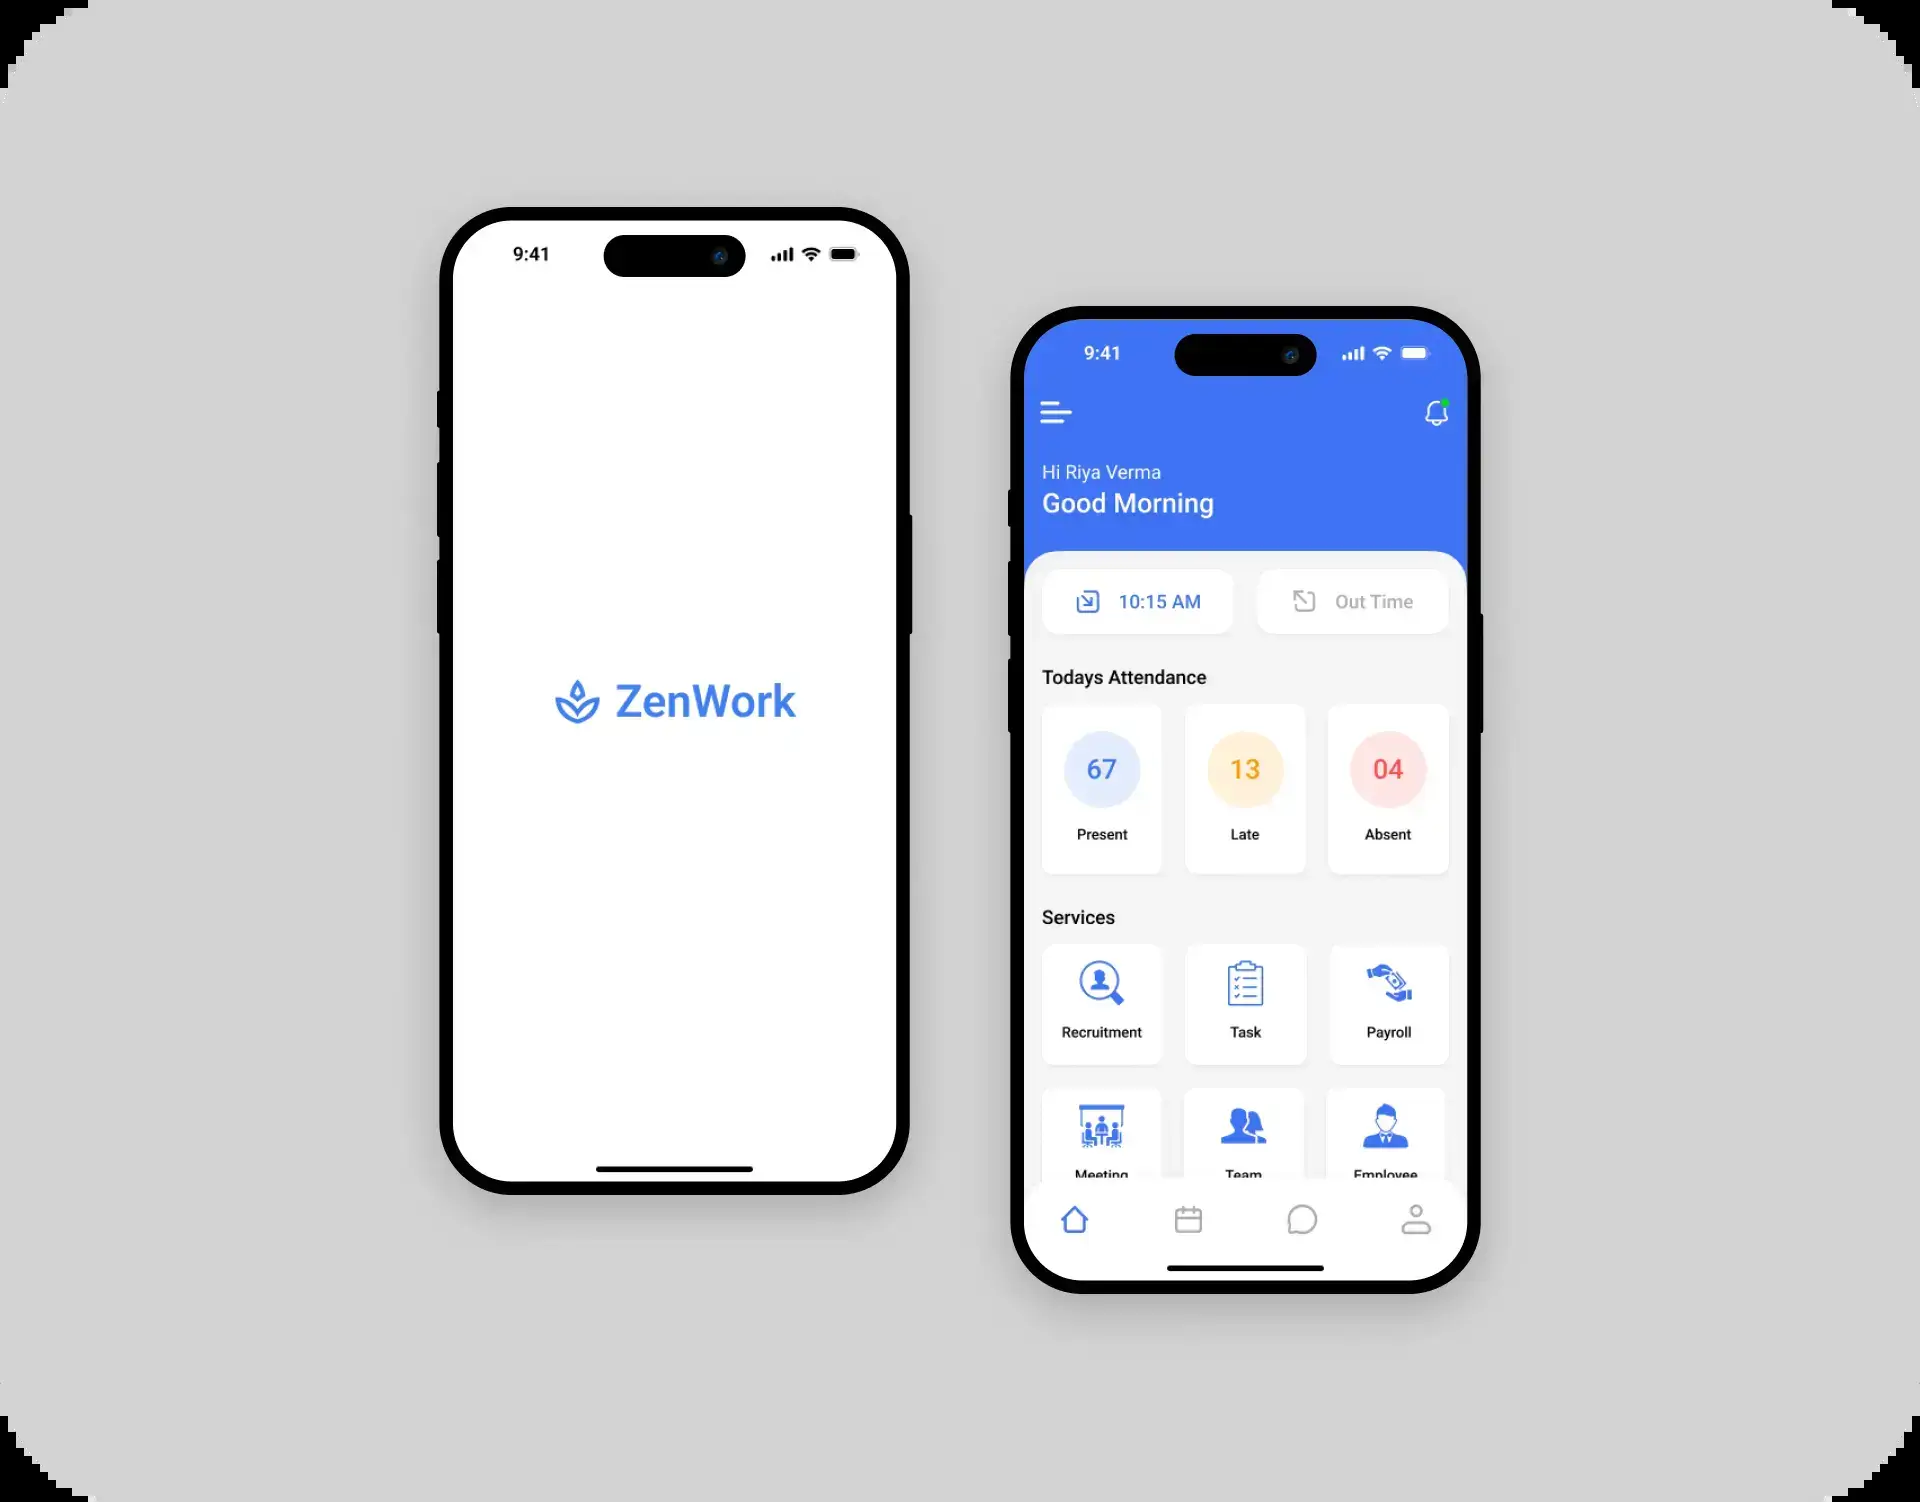 9:41
ZenWork
9:41
Hi Riya Verma
Good Morning
10:15 AM
Out Time
Todays Attendance
67
13
04
Present
Late
Absent
Services
Recruitment
Task
Payroll
Meeting
Team
Employee